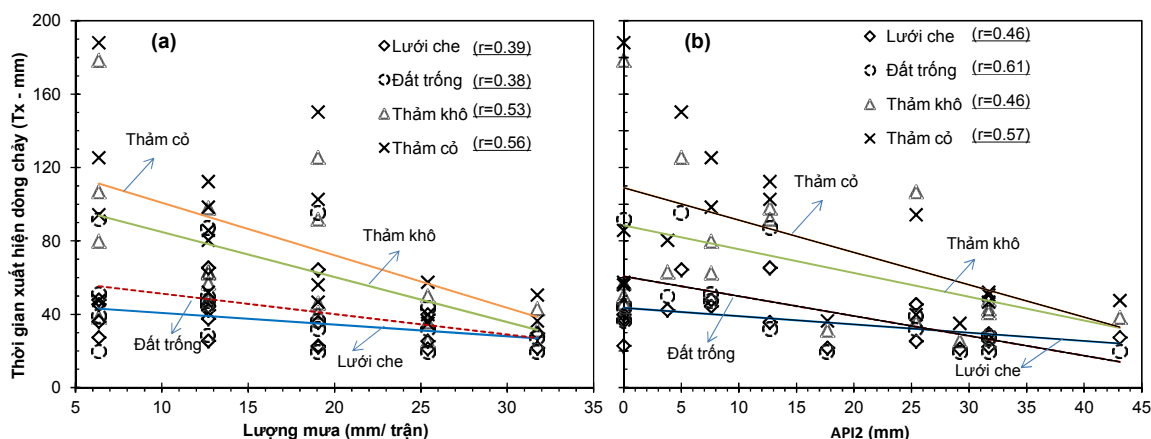 Thời gian xuất hiện dòng chảy (Tx - mm)
200
160
120
80
40
0
(a)
Lưới che (r=0.39)
Đất trống (r=0.38)
Thảm khô (r=0.53)
Thảm cỏ (r=0.56)
Thảm cỏ
Thảm khô
Đất trống
Lưới che
5 10 15 20 25 30 35
Lượng mưa (mm/ trận)
(b)
Lưới che (r=0.46)
Đất trống (r=0.61)
Thảm khô (r=0.46)
Thảm cỏ (r=0.57)
Thảm cỏ
Thảm khô
Đất trống
Lưới che
0 5 10 15 20 25 30 35 40 45
API2 (mm)